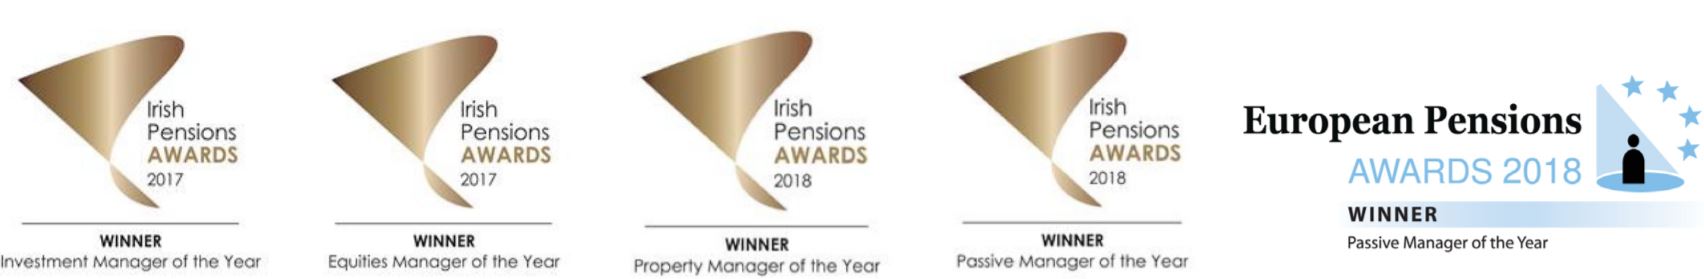 Irish
Pensions
AWARDS
2017
WINNER
Investment Manager of the Year
Irish
Pensions
AWARDS
2017
WINNER
Equities Manager of the Year
Irish
Pensions
AWARDS
2018
WINNER
Property Manager of the Year
Irish
Pensions
AWARDS
2018
WINNER
Passive Manager of the Year
European Pensions
AWARDS 2018
WINNER
Passive Manager of the Year